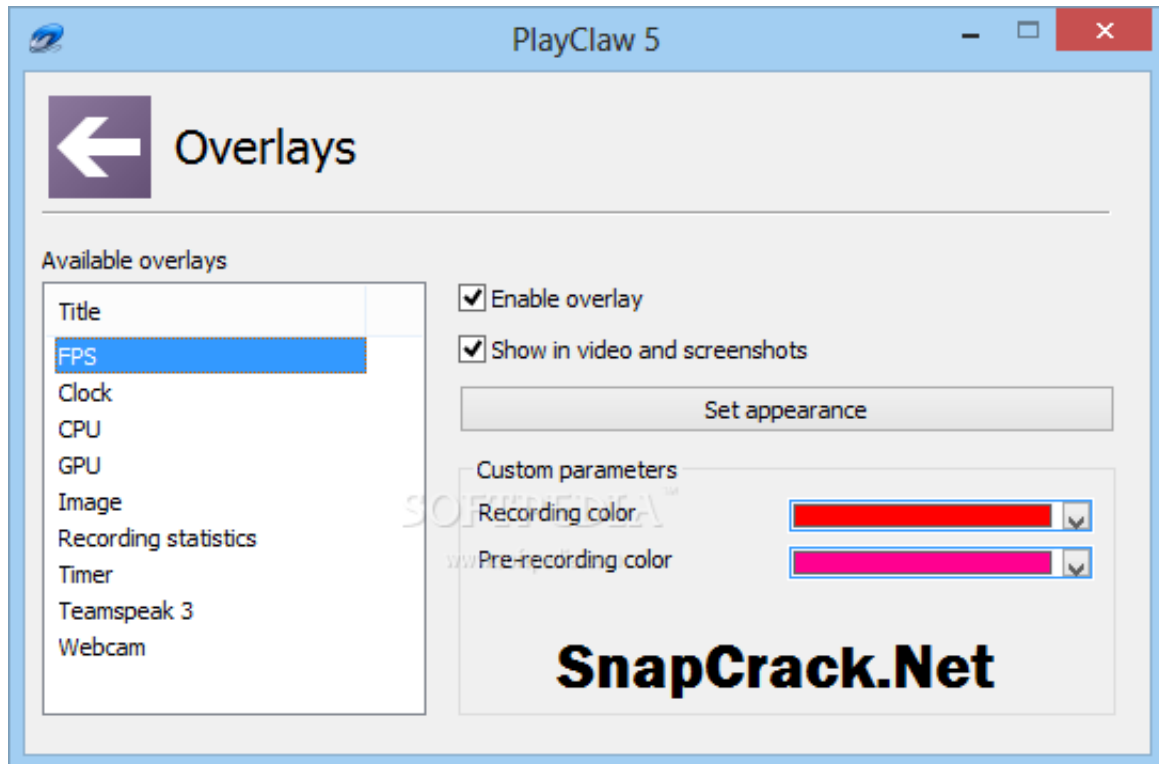 PlayClaw 5
Overlays
Available overlays
Title
FPS
Clock
CPU
GPU
Image
Recording statistics
Timer
Teamspeak 3
Webcam
Enable overlay
Show in video and screenshots
Set appearance
Custom parameters
SOFTPEDIA™
Recording color
Pre-recording color
SnapCrack.Net